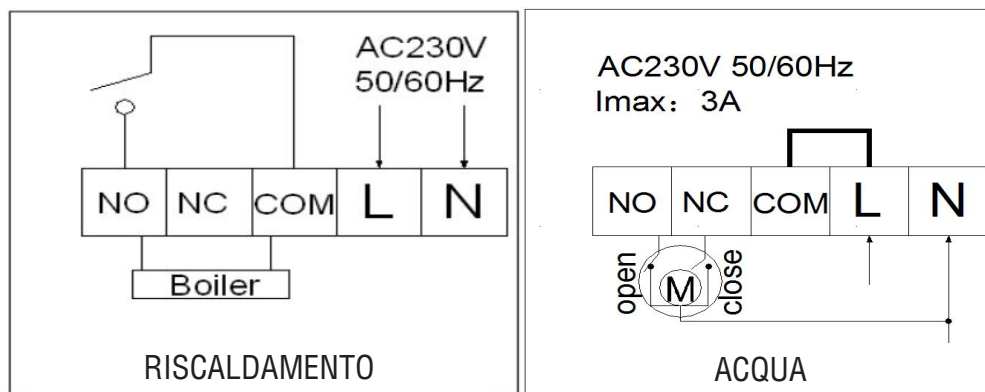 AC230V
50/60Hz
NO NC COM L N
Boiler
RISCALDAMENTO
AC230V 50/60Hz
Imax： 3A
NO NC COM L N
open M close
ACQUA